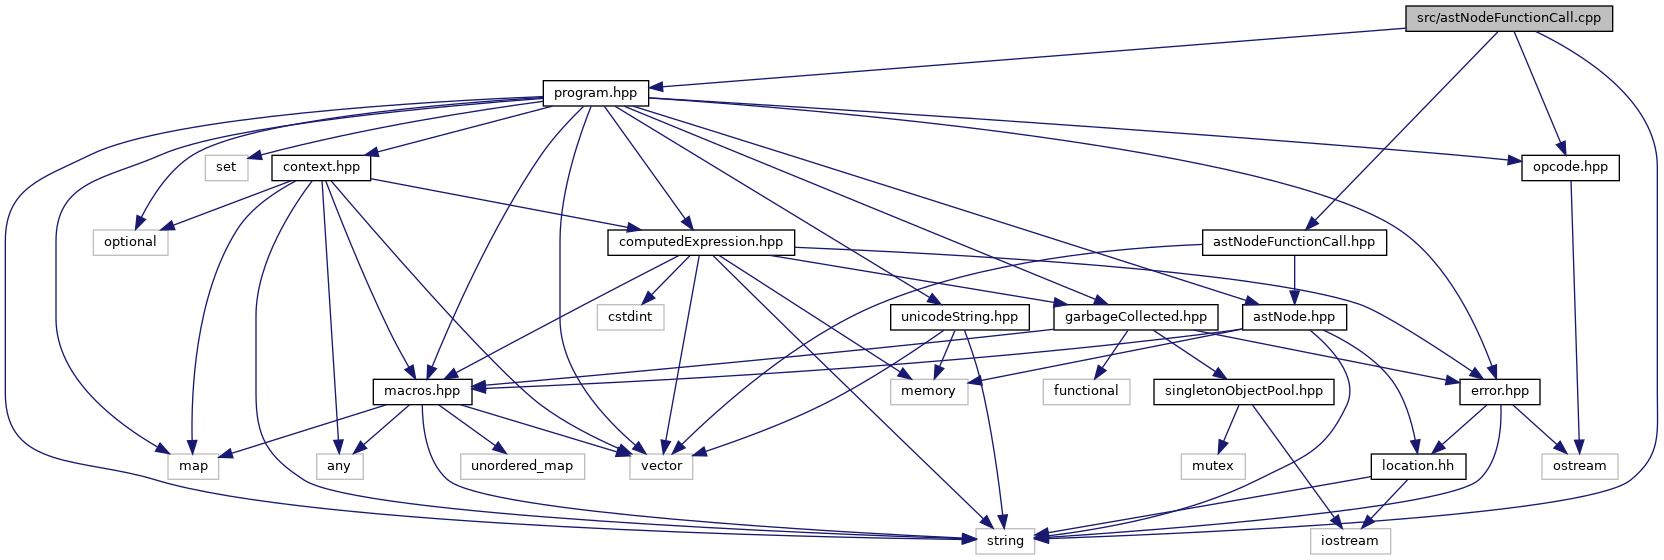 src/astNodeFunctionCall.cpp
program.hpp
set
context.hpp
opcode.hpp
optional
computedExpression.hpp
astNodeFunctionCall.hpp
cstdint
unicodeString.hpp
garbageCollected.hpp
astNode.hpp
macros.hpp
memory
functional
singletonObjectPool.hpp
error.hpp
map
any
unordered_map
vector
mutex
location.hh
ostream
string
iostream